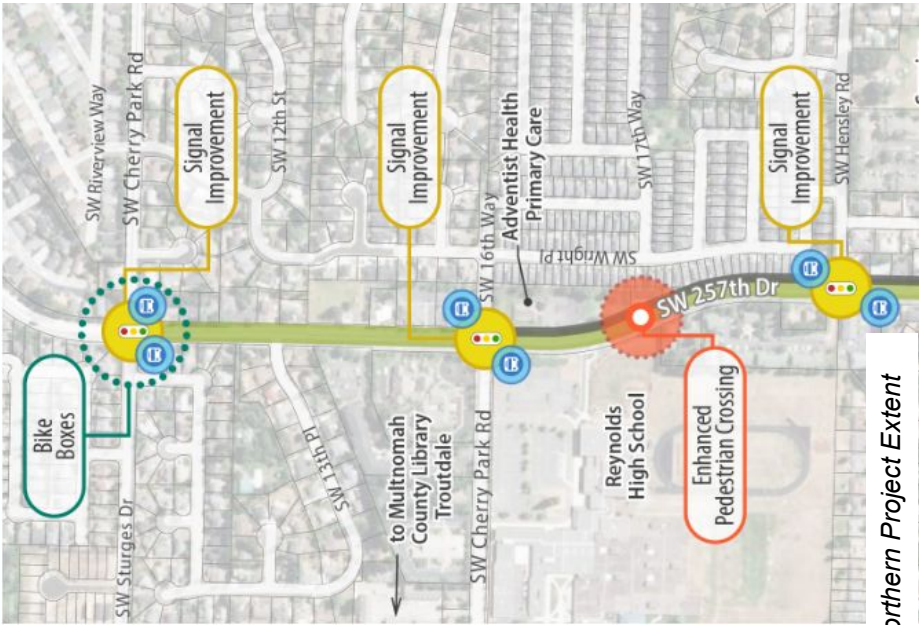 SW Riverview Way
SW Cherry Park Rd
Signal
Improvement
SW 12th St
Signal
Improvement
Adventist Health
Primary Care
SW 17th Way
Signal
Improvement
SW Hensley Rd
SW 16th Way
SW Wright Pl
SW 257th Dr
Bike
Boxes
SW Sturges Dr
SW 13th Pl
to Multnomah
County Library
Troutdale
SW Cherry Park Rd
Reynolds
High School
Enhanced
Pedestrian Crossing
orthern Project Extent